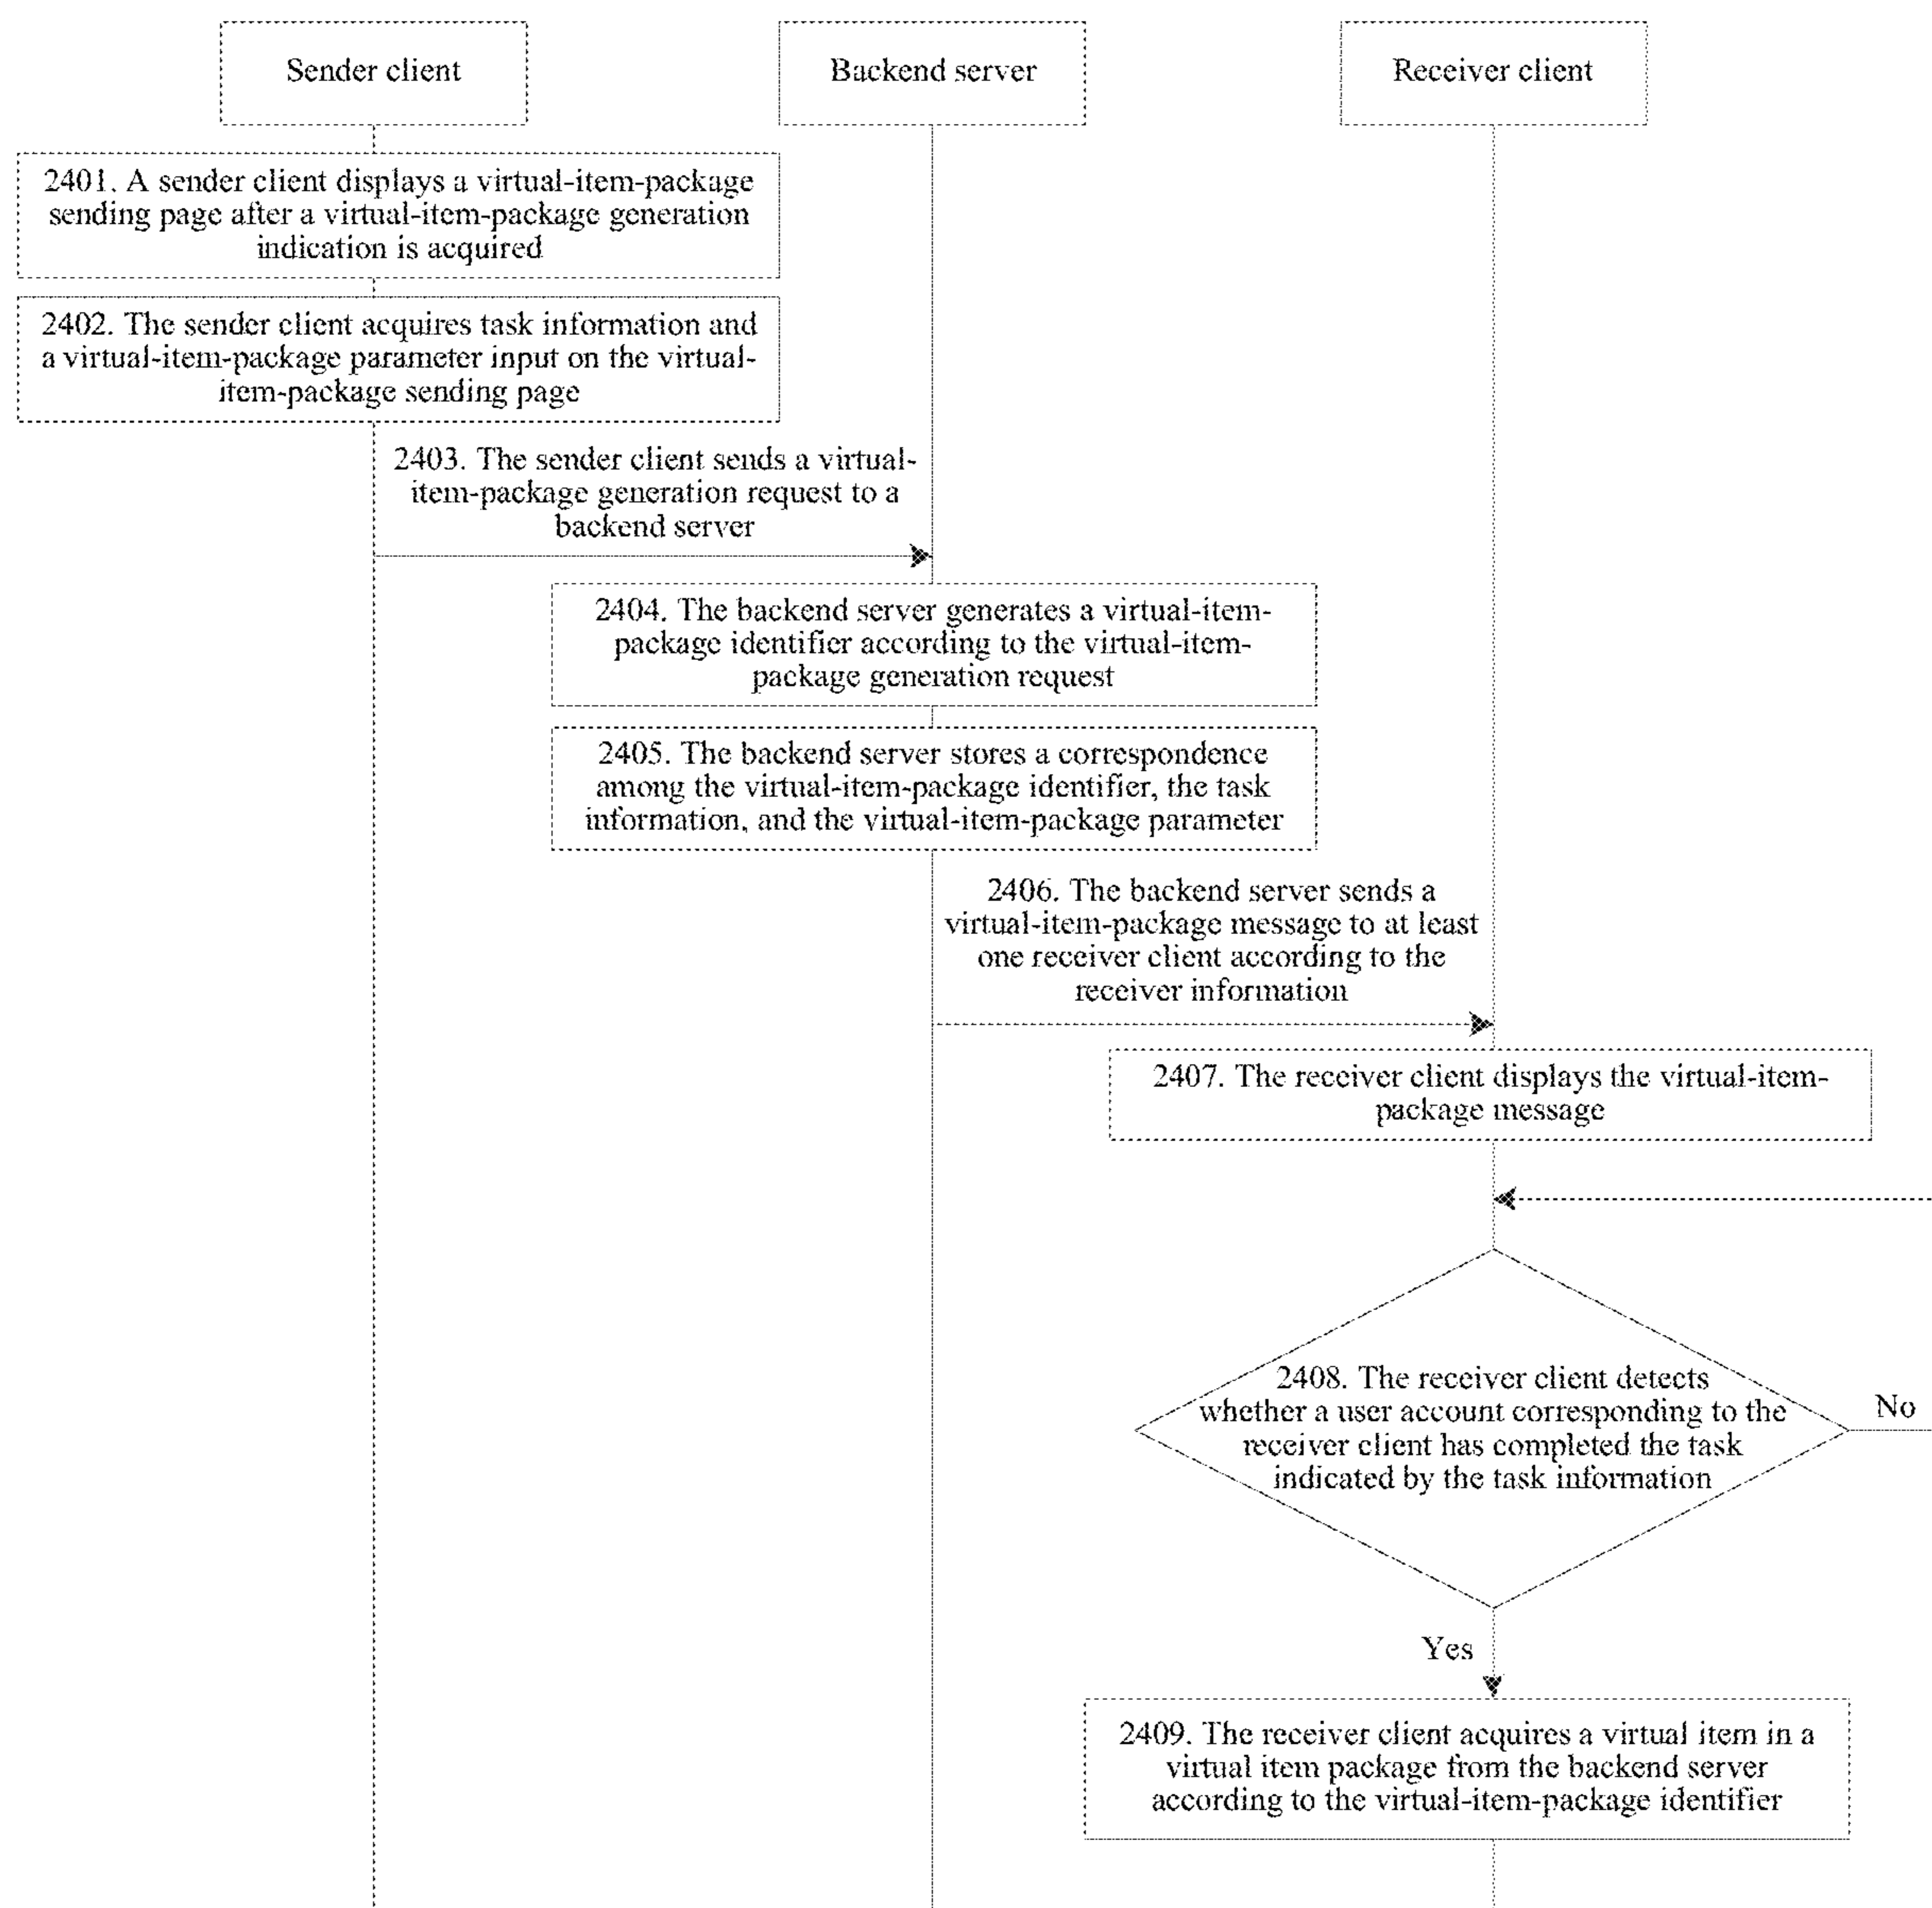 Sender client
Backend server
Receiver client
2401. A sender client displays a virtual-item-package
sending page after a virtual-item-package generation
indication is acquired
2402. The sender client acquires task information and
a virtual-item-package parameter input on the virtual-
item-package sending page
2403. The sender client sends a virtual-
item-package generation request to a
backend server
2404. The backend server generates a virtual-item-
package identifier according to the virtual-item-
package generation request
2405. The backend server stores a correspondence
among the virtual-item-package identifier, the task
information, and the virtual-item-package parameter
2406. The backend server sends a
virtual-item-package message to at least
one receiver client according to the
receiver information
2407. The receiver client displays the virtual-item-
package message
2408. The receiver client detects
whether a user account corresponding to the
receiver client has completed the task
indicated by the task information
No
Yes
2409. The receiver client acquires a virtual item in a
virtual item package from the backend server
according to the virtual-item-package identifier